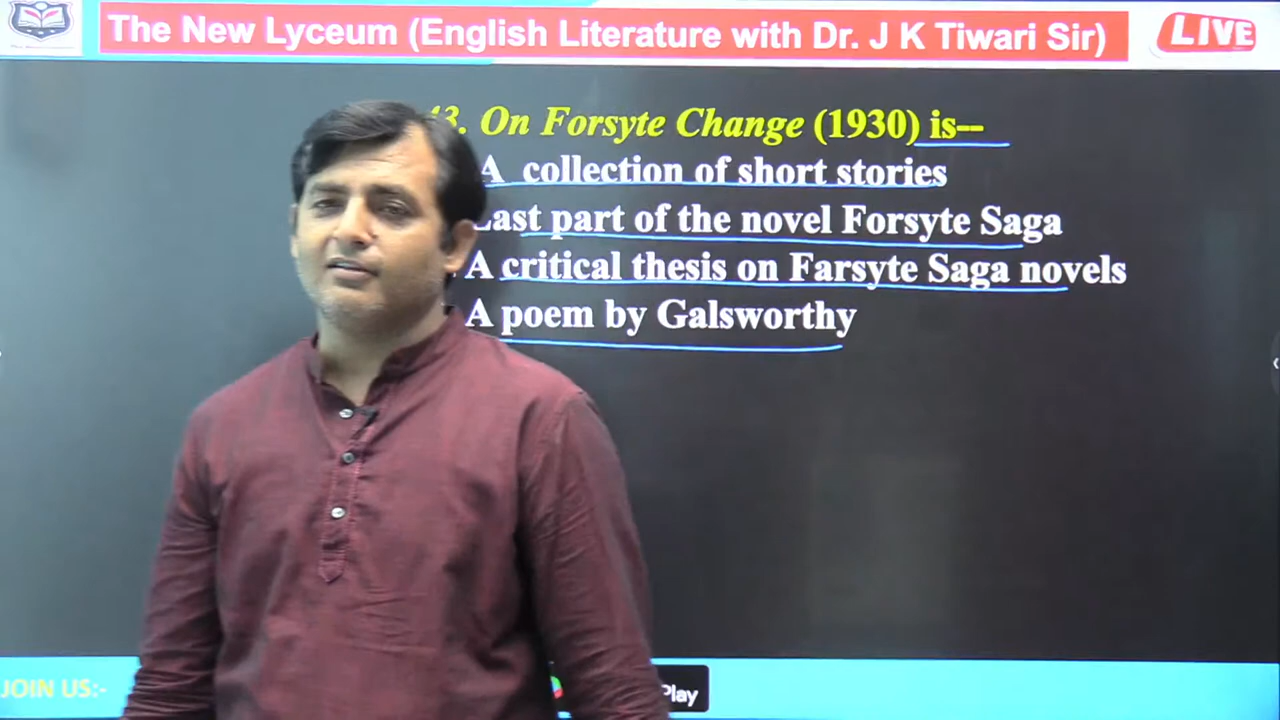 The New Lyceum (English Literature with Dr. J K Tiwari Sir)
LIVE
43. On Forsyte Change (1930) is--
A collection of short stories
Last part of the novel Forsyte Saga
A critical thesis on Farsyte Saga novels
A poem by Galsworthy
JOIN US:-
Play